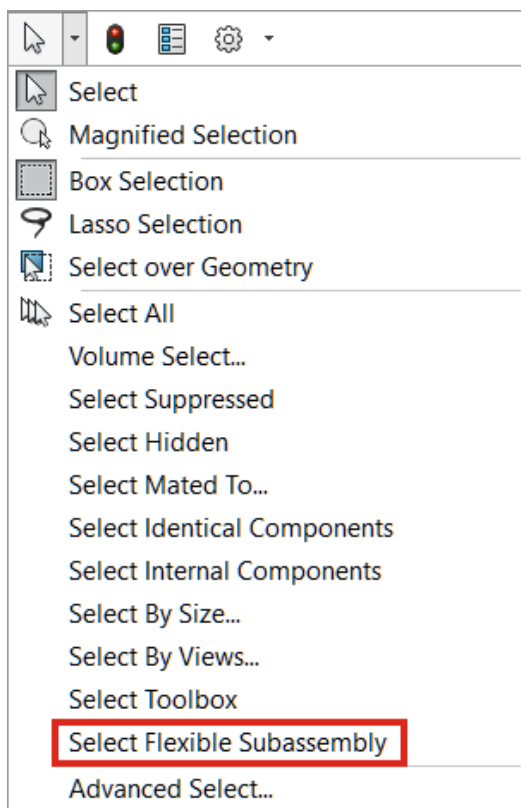 Select
Magnified Selection
Box Selection
Lasso Selection
Select over Geometry
Select All
Volume Select...
Select Suppressed
Select Hidden
Select Mated To...
Select Identical Components
Select Internal Components
Select By Size...
Select By Views...
Select Toolbox
Select Flexible Subassembly
Advanced Select...